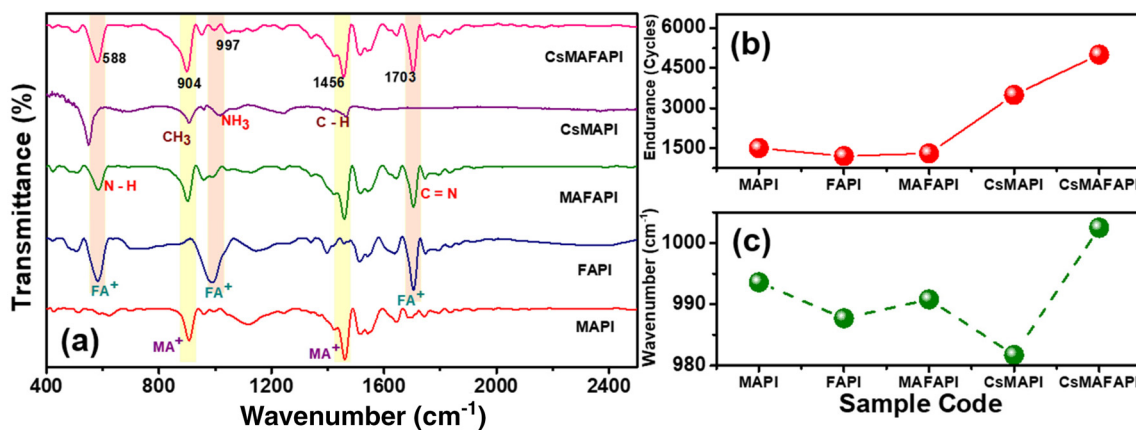 Transmittance (%)
588
997
CsMAFAPI
904
1456
1703
CH3
NH3
C - H
CsMAPI
N - H
C = N
MAFAPI
FA+
FA+
FA+
FAPI
(a)
MA+
MA+
MAPI
400 800 1200 1600 2000 2400
Wavenumber (cm-1)
Endurance (Cycles)
6000
4500
3000
1500
(b)
MAPI FAPI MAFAPI CsMAPI CsMAFAPI
Wavenumber (cm-1)
1000
990
980
(c)
MAPI FAPI MAFAPI CsMAPI CsMAFAPI
Sample Code